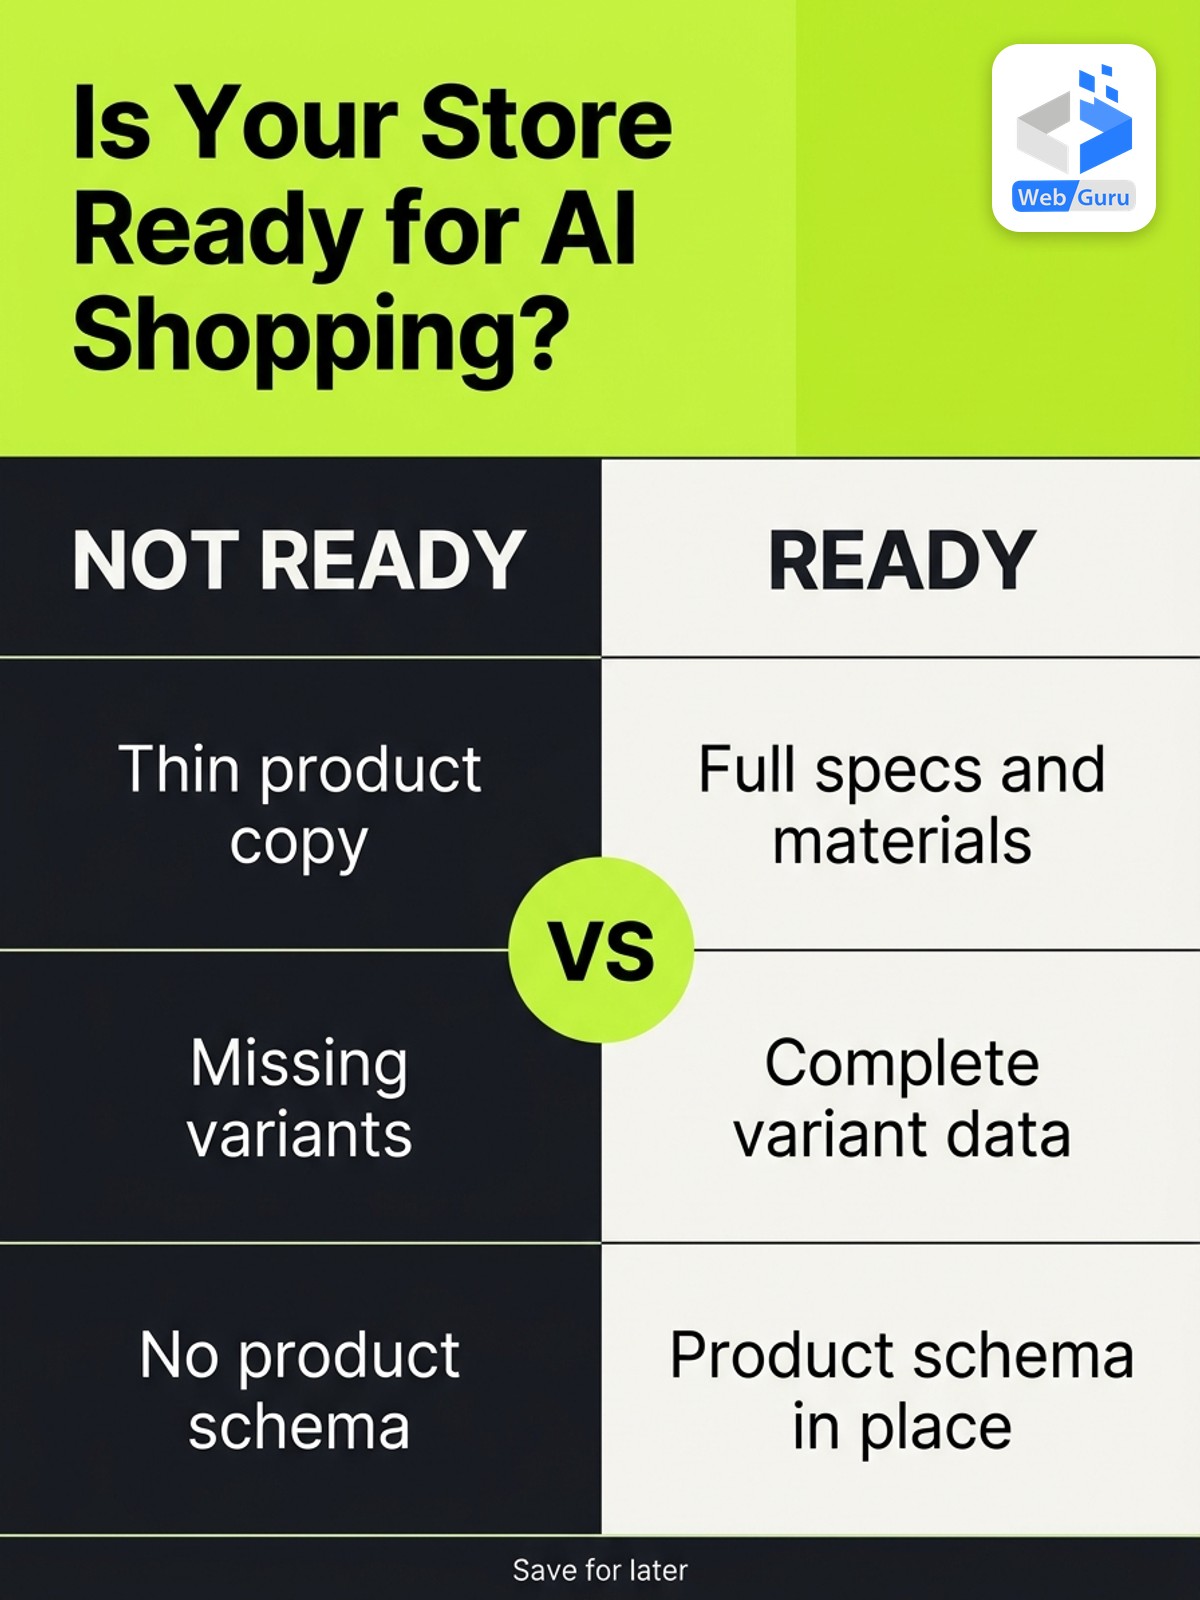 Is Your Store
Ready for AI
Shopping?
Web Guru
NOT READY
READY
Thin product
copy
Full specs and
materials
VS
Missing
variants
Complete
variant data
No product
schema
Product schema
in place
Save for later